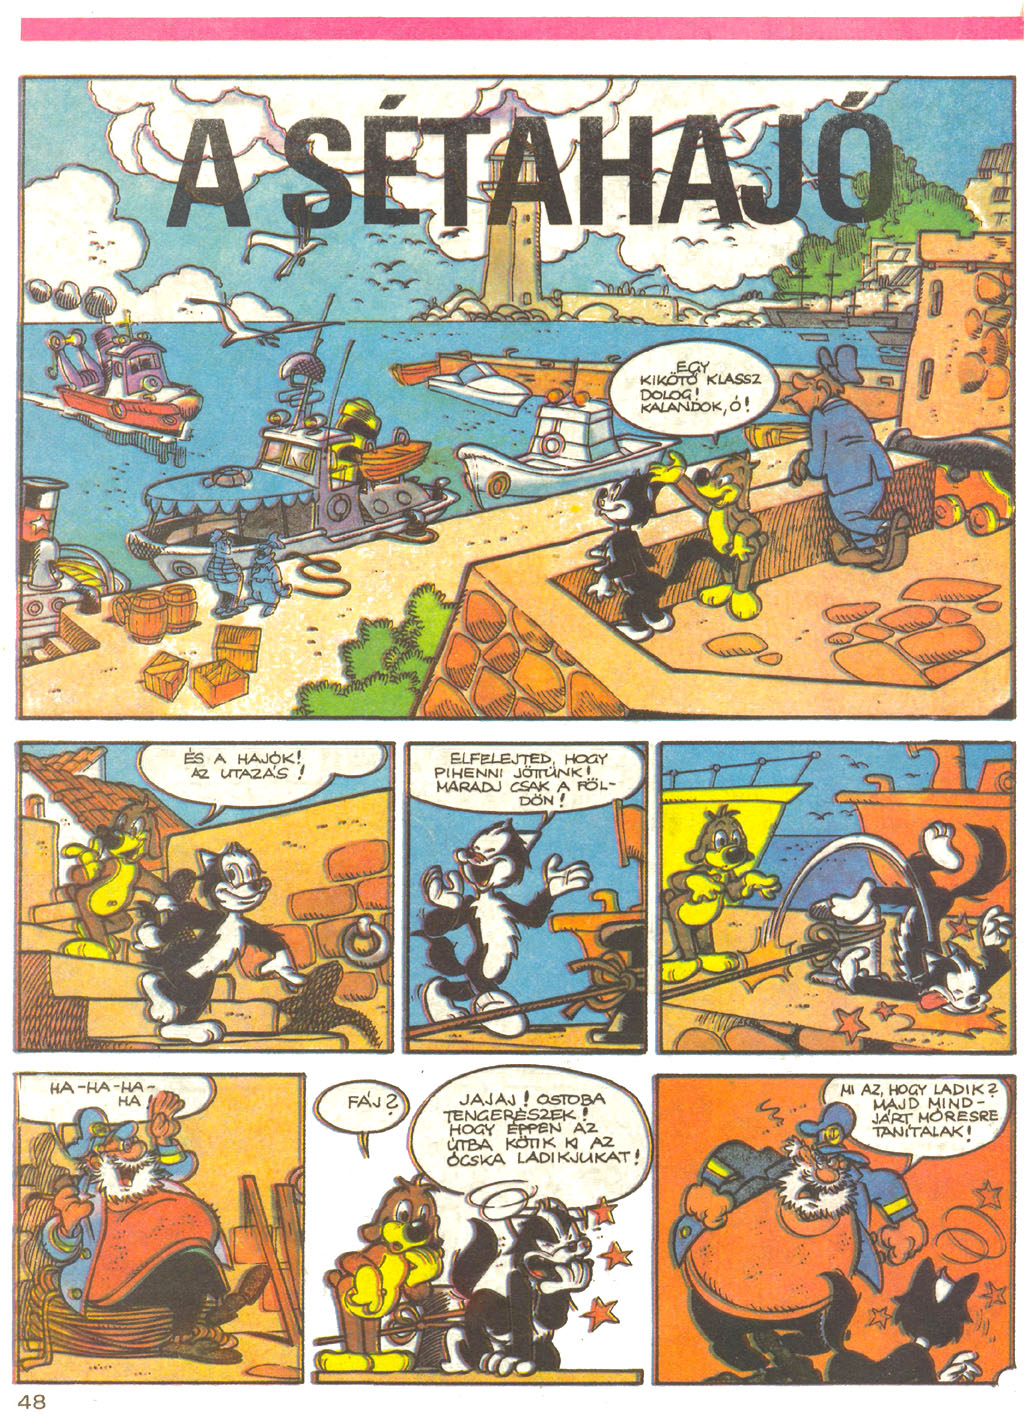 A SÉTAHAJÓ
EGY
KIKÖTŐ KLASSZ
DOLOG!
KALANDOK, Ó!
ÉS A HAJÓK!
AZ UTAZÁS!
ELFELEJTED, HOGY
PIHENNI JÖTTÜNK!
MARADJ CSAK A FÖL-
DÖN!
HA-HA-HA-
HA!
FÁJ?
JAJAJ! OSTOBA
TENGERÉSZEK!
HOGY ÉPPEN AZ
ÚTBA KÖTIK KI AZ
ÓCSKA LADIKJUKAT!
MI AZ, HOGY LADIK?
MAJD MIND-
JÁRT MÓRESRE
TANÍTALAK!
48